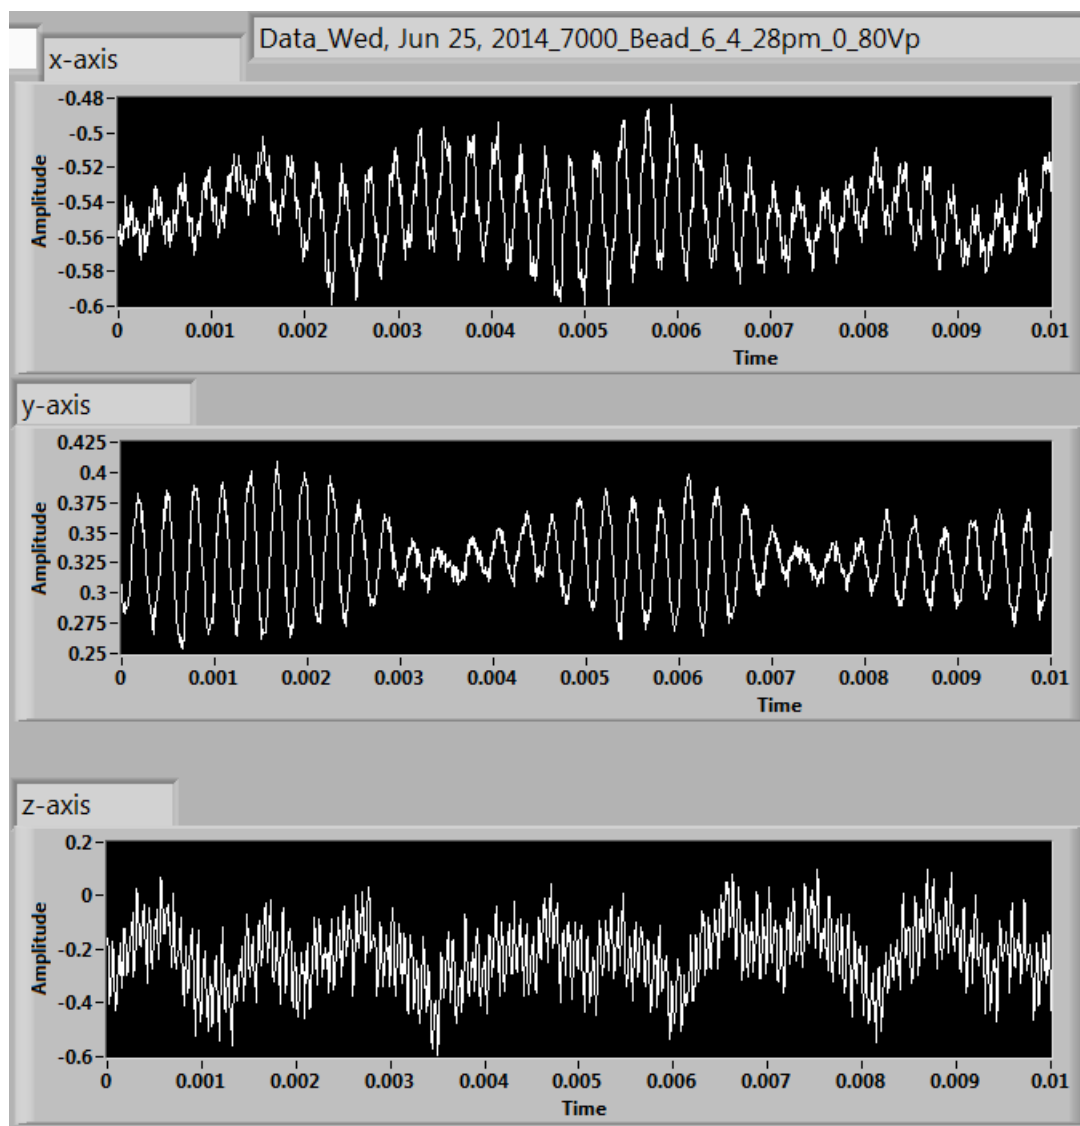 Data_Wed, Jun 25, 2014_7000_Bead_6_4_28pm_0_80Vp
x-axis
-0.48
-0.5
-0.52
-0.54
-0.56
-0.58
-0.6
Amplitude
0 0.001 0.002 0.003 0.004 0.005 0.006 0.007 0.008 0.009 0.01
Time
y-axis
0.425
0.4
0.375
0.35
0.325
0.3
0.275
0.25
Amplitude
0 0.001 0.002 0.003 0.004 0.005 0.006 0.007 0.008 0.009 0.01
Time
z-axis
0.2
0
-0.2
-0.4
-0.6
Amplitude
0 0.001 0.002 0.003 0.004 0.005 0.006 0.007 0.008 0.009 0.01
Time